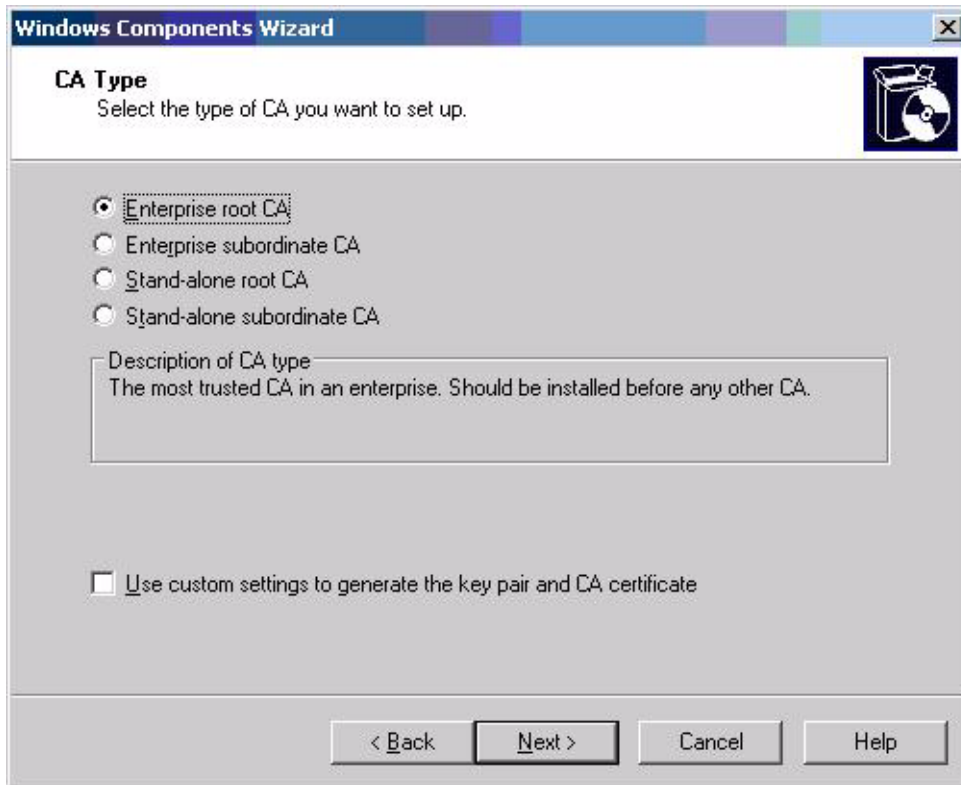 Windows Components Wizard
CA Type
Select the type of CA you want to set up.
Enterprise root CA
Enterprise subordinate CA
Stand-alone root CA
Stand-alone subordinate CA
Description of CA type
The most trusted CA in an enterprise. Should be installed before any other CA.
Use custom settings to generate the key pair and CA certificate
< Back
Next >
Cancel
Help